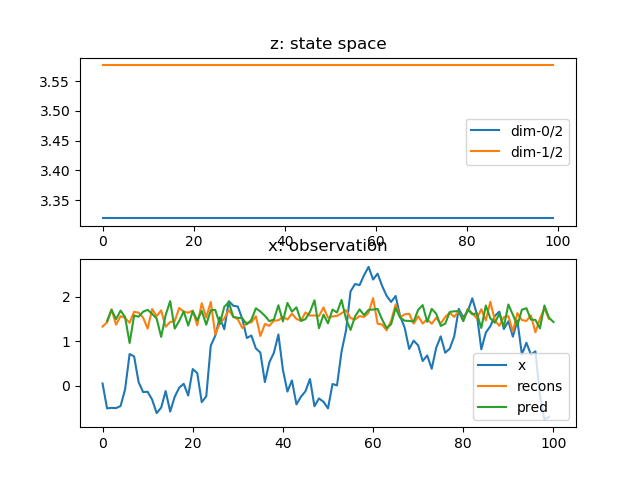 z: state space
3.55
3.50
3.45
3.40
3.35
dim-0/2
dim-1/2
0 20 40 60 80 100
x: observation
2
1
0
x
recons
pred
0 20 40 60 80 100